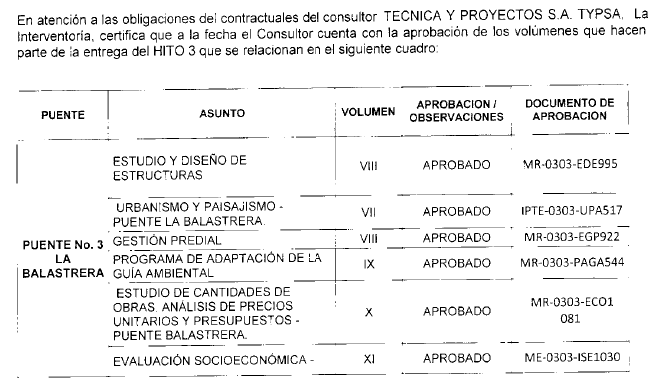 En atención a las obligaciones del contractuales del consultor TECNICA Y PROYECTOS S.A. TYPSA, La
Interventoría, certifica que a la fecha el Consultor cuenta con la aprobación de los volúmenes que hacen
parte de la entrega del HITO 3 que se relacionan en el siguiente cuadro:
PUENTE ASUNTO VOLUMEN APROBACION / OBSERVACIONES DOCUMENTO DE APROBACION
PUENTE No. 3
LA
BALASTRERA
ESTUDIO Y DISEÑO DE
ESTRUCTURAS
VIII APROBADO MR-0303-EDE995
URBANISMO Y PAISAJISMO -
PUENTE LA BALASTRERA.
VII APROBADO IPTE-0303-UPA517
GESTIÓN PREDIAL VIII APROBADO MR-0303-EGP922
PROGRAMA DE ADAPTACIÓN DE LA
GUÍA AMBIENTAL
IX APROBADO MR-0303-PAGA544
ESTUDIO DE CANTIDADES DE
OBRAS, ANÁLISIS DE PRECIOS
UNITARIOS Y PRESUPUESTOS -
PUENTE BALASTRERA.
X APROBADO MR-0303-ECO1
081
EVALUACIÓN SOCIOECONÓMICA - XI APROBADO ME-0303-ISE1030